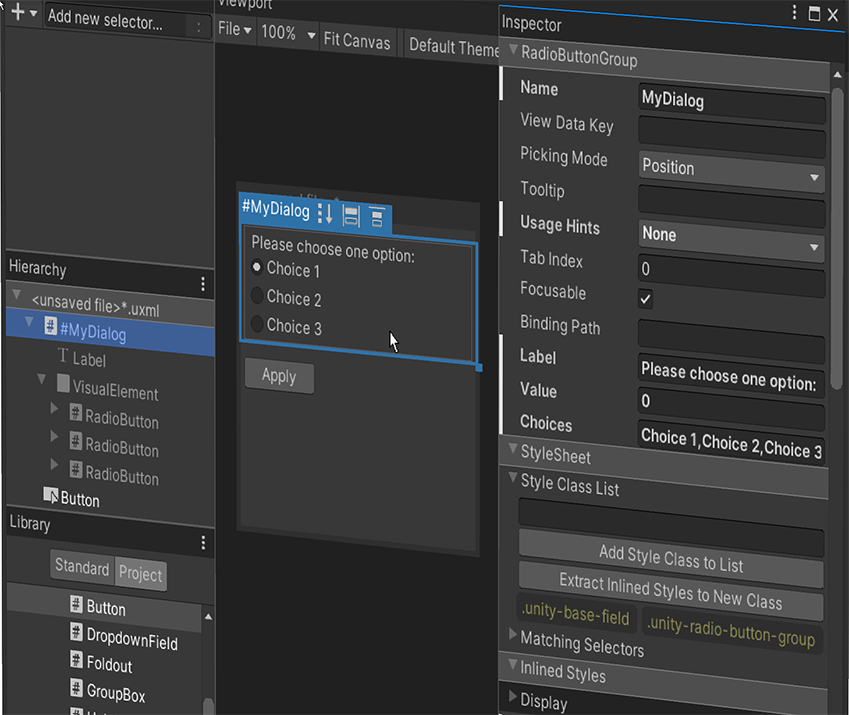 Add new selector...
Hierarchy
<unsaved file>*.uxml
#MyDialog
Label
VisualElement
RadioButton
RadioButton
RadioButton
Button
Library
Standard
Project
Button
DropdownField
Foldout
GroupBox
Viewport
File
100%
Fit Canvas
Default Theme
#MyDialog
Please choose one option:
Choice 1
Choice 2
Choice 3
Apply
Inspector
RadioButtonGroup
Name MyDialog
View Data Key
Picking Mode Position
Tooltip
Usage Hints None
Tab Index 0
Focusable
Binding Path
Label Please choose one option:
Value 0
Choices Choice 1,Choice 2,Choice 3
StyleSheet
Style Class List
Add Style Class to List
Extract Inlined Styles to New Class
.unity-base-field .unity-radio-button-group
Matching Selectors
Inlined Styles
Display